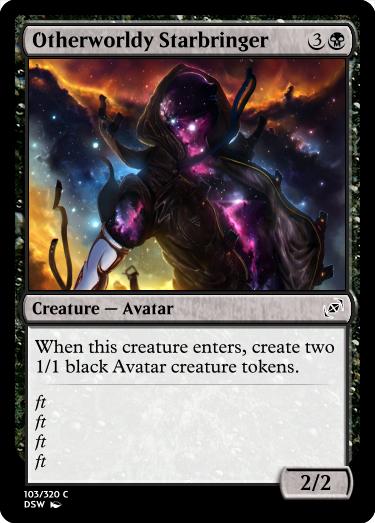 Otherworldy Starbringer 3
Creature — Avatar
When this creature enters, create two
1/1 black Avatar creature tokens.
ft
ft
ft
ft
2/2
103/320 C
DSW